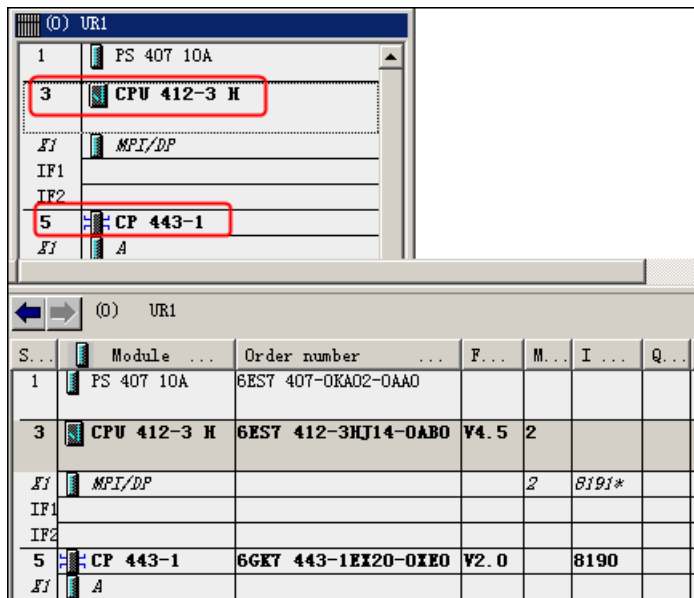 (0) UR1
1 PS 407 10A
3 CPU 412-3 H
X1 MPI/DP
IF1
IF2
5 CP 443-1
X1 A
(0) UR1
S... Module ... Order number ... F... M... I ... Q...
1 PS 407 10A 6ES7 407-0KA02-0AA0
3 CPU 412-3 H 6ES7 412-3HJ14-0AB0 V4.5 2
X1 MPI/DP 2 8191*
IF1
IF2
5 CP 443-1 6GK7 443-1EX20-0XE0 V2.0 8190
X1 A